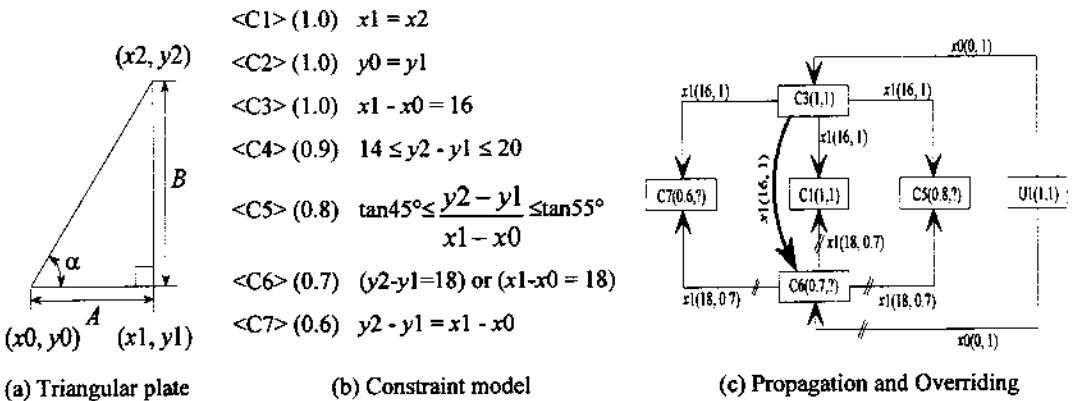 (x2, y2)
B
α
A
(x0, y0) (x1, y1)
(a) Triangular plate
<C1> (1.0) x1 = x2
<C2> (1.0) y0 = y1
<C3> (1.0) x1 - x0 = 16
<C4> (0.9) 14 ≤ y2 - y1 ≤ 20
<C5> (0.8) tan45°≤ (y2 − y1)/(x1 − x0) ≤tan55°
<C6> (0.7) (y2-y1=18) or (x1-x0 = 18)
<C7> (0.6) y2 - y1 = x1 - x0
(b) Constraint model
x0(0, 1)
x1(16, 1) C3(1,1) x1(16, 1)
x1(16, 1)
x1(16, 1)
C7(0.6,?) C1(1,1) C5(0.8,?) U1(1,1)
x1(18, 0.7)
C6(0.7,?)
x1(18, 0.7) x1(18, 0.7)
x0(0, 1)
(c) Propagation and Overriding